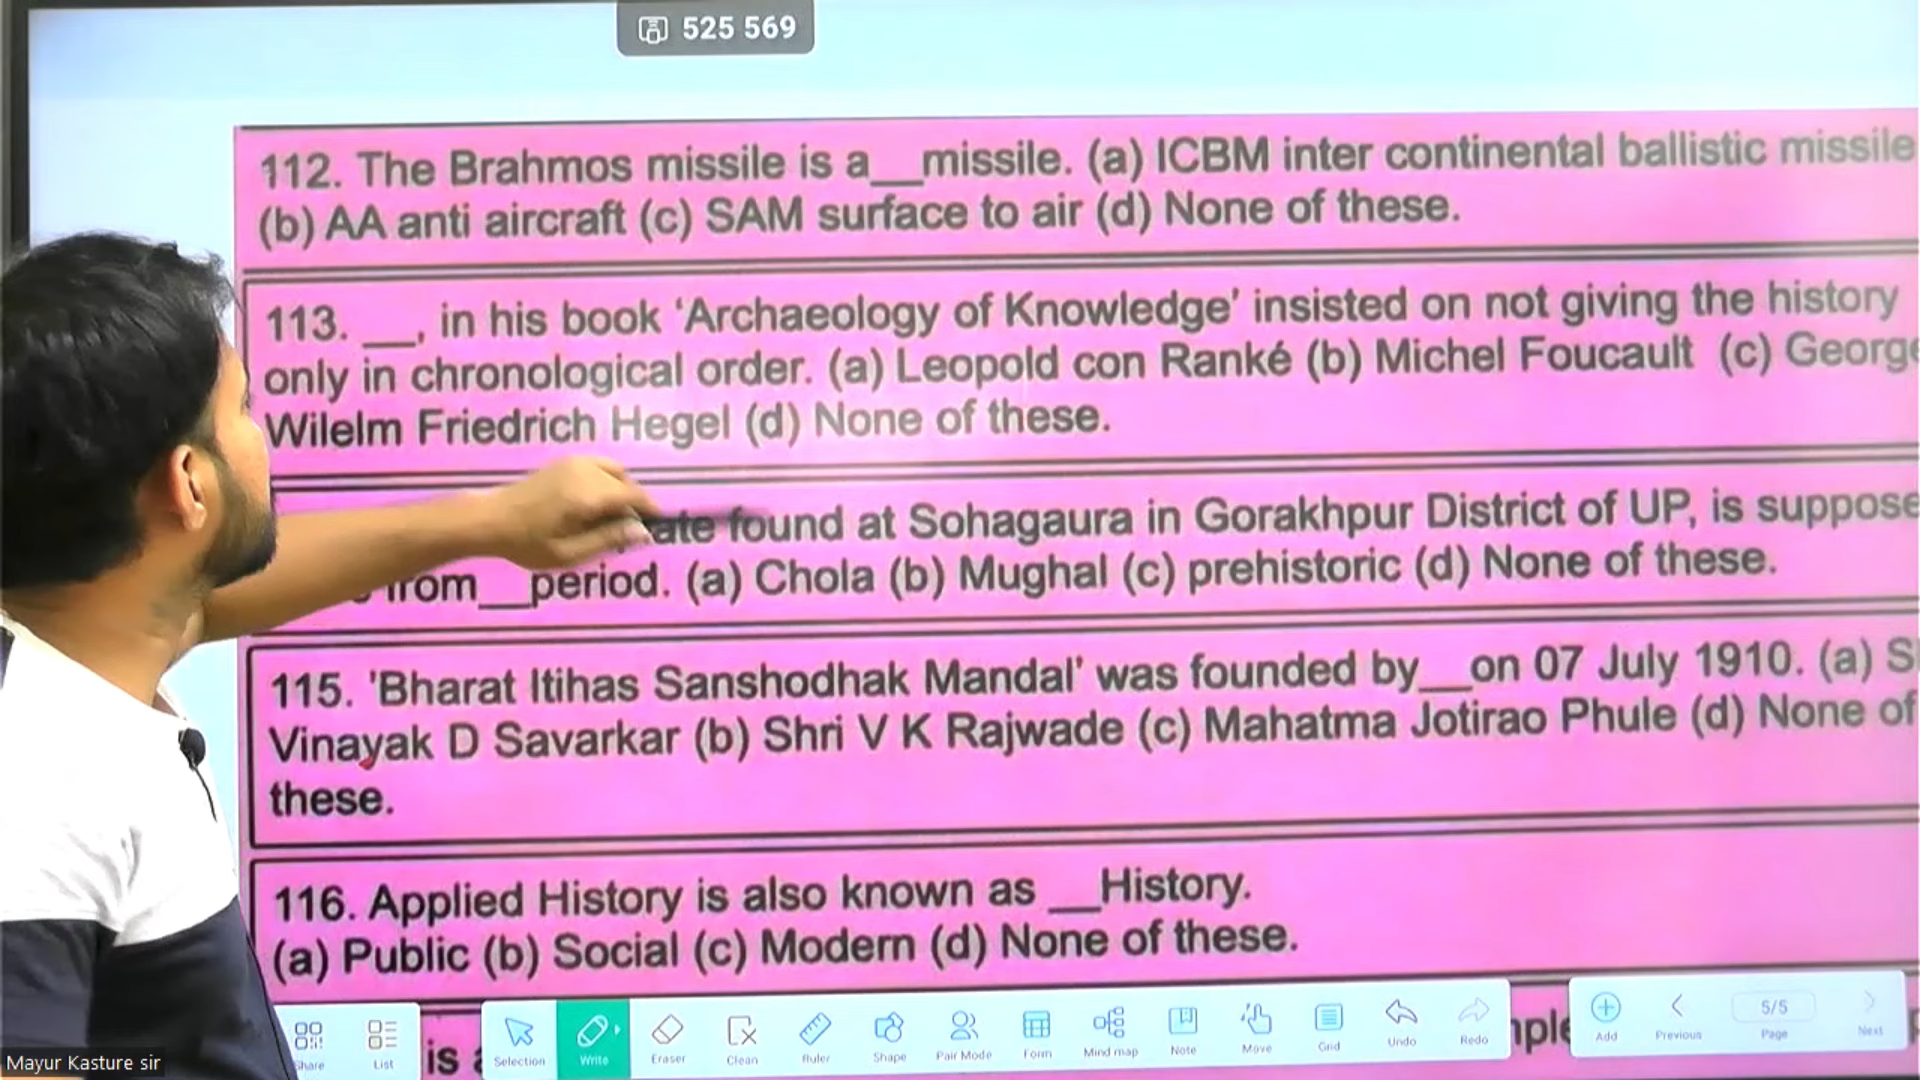 525 569
112. The Brahmos missile is a__missile. (a) ICBM inter continental ballistic missile
(b) AA anti aircraft (c) SAM surface to air (d) None of these.
113. __, in his book ‘Archaeology of Knowledge’ insisted on not giving the history
only in chronological order. (a) Leopold con Ranké (b) Michel Foucault (c) George
Wilelm Friedrich Hegel (d) None of these.
found at Sohagaura in Gorakhpur District of UP, is suppose
from__period. (a) Chola (b) Mughal (c) prehistoric (d) None of these.
115. 'Bharat Itihas Sanshodhak Mandal' was founded by__on 07 July 1910. (a) S
Vinayak D Savarkar (b) Shri V K Rajwade (c) Mahatma Jotirao Phule (d) None of
these.
116. Applied History is also known as __History.
(a) Public (b) Social (c) Modern (d) None of these.
is
Share List Selection Write Eraser Clean Ruler Shape Pair Mode Form Mind map Note Move Grid Undo Redo Add Previous 5/5 Page Next
Mayur Kasture sir